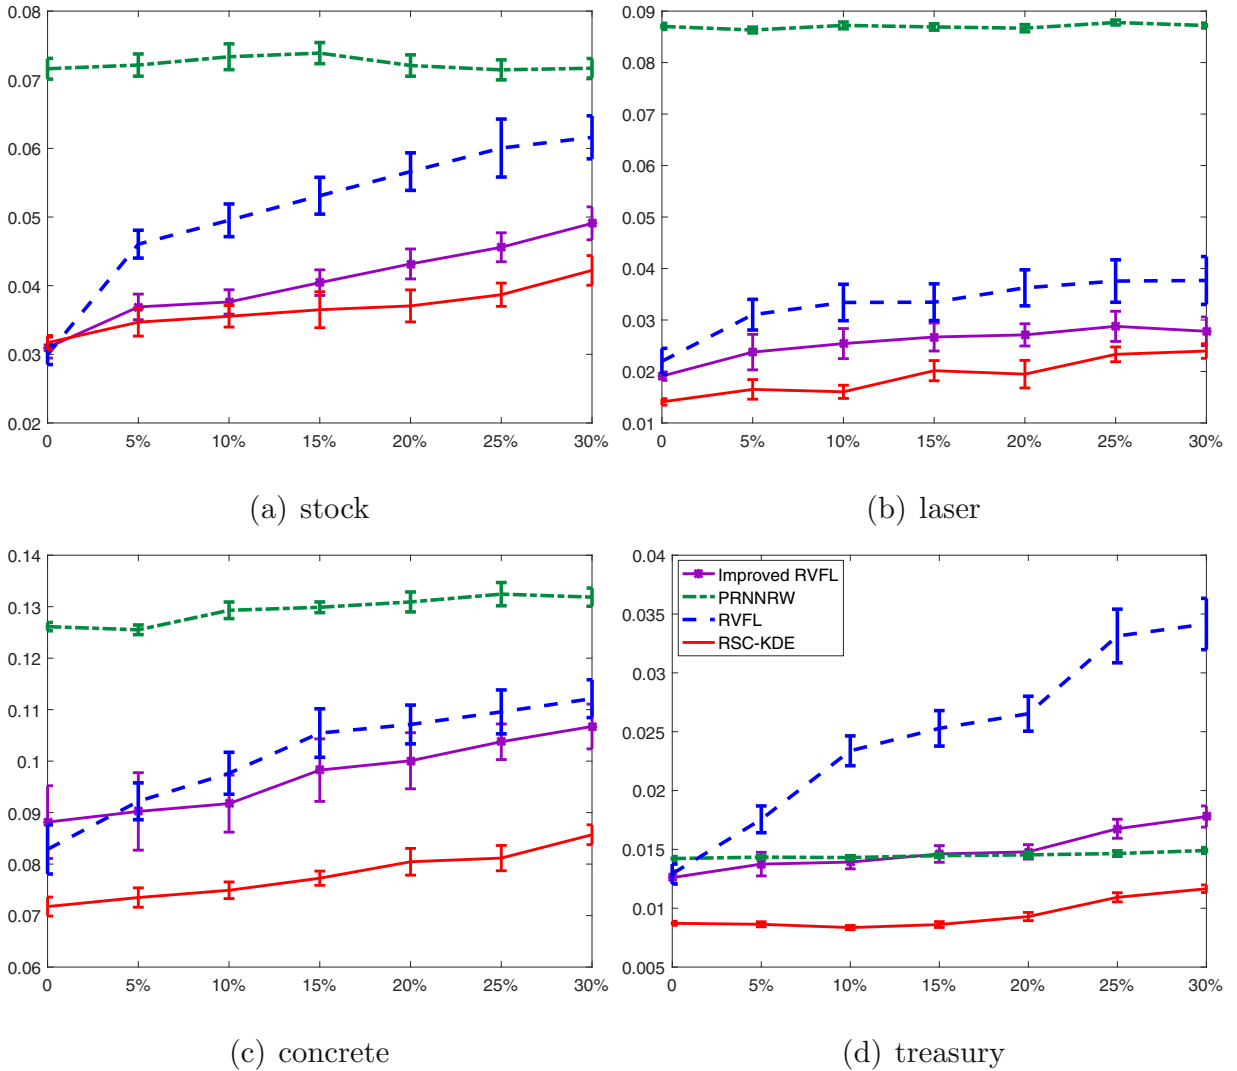 0.08
0.07
0.06
0.05
0.04
0.03
0.02
0 5% 10% 15% 20% 25% 30%
(a) stock
0.09
0.08
0.07
0.06
0.05
0.04
0.03
0.02
0.01
0 5% 10% 15% 20% 25% 30%
(b) laser
0.14
0.13
0.12
0.11
0.1
0.09
0.08
0.07
0.06
0 5% 10% 15% 20% 25% 30%
(c) concrete
0.04
0.035
0.03
0.025
0.02
0.015
0.01
0.005
0 5% 10% 15% 20% 25% 30%
Improved RVFL
PRNNRW
RVFL
RSC-KDE
(d) treasury